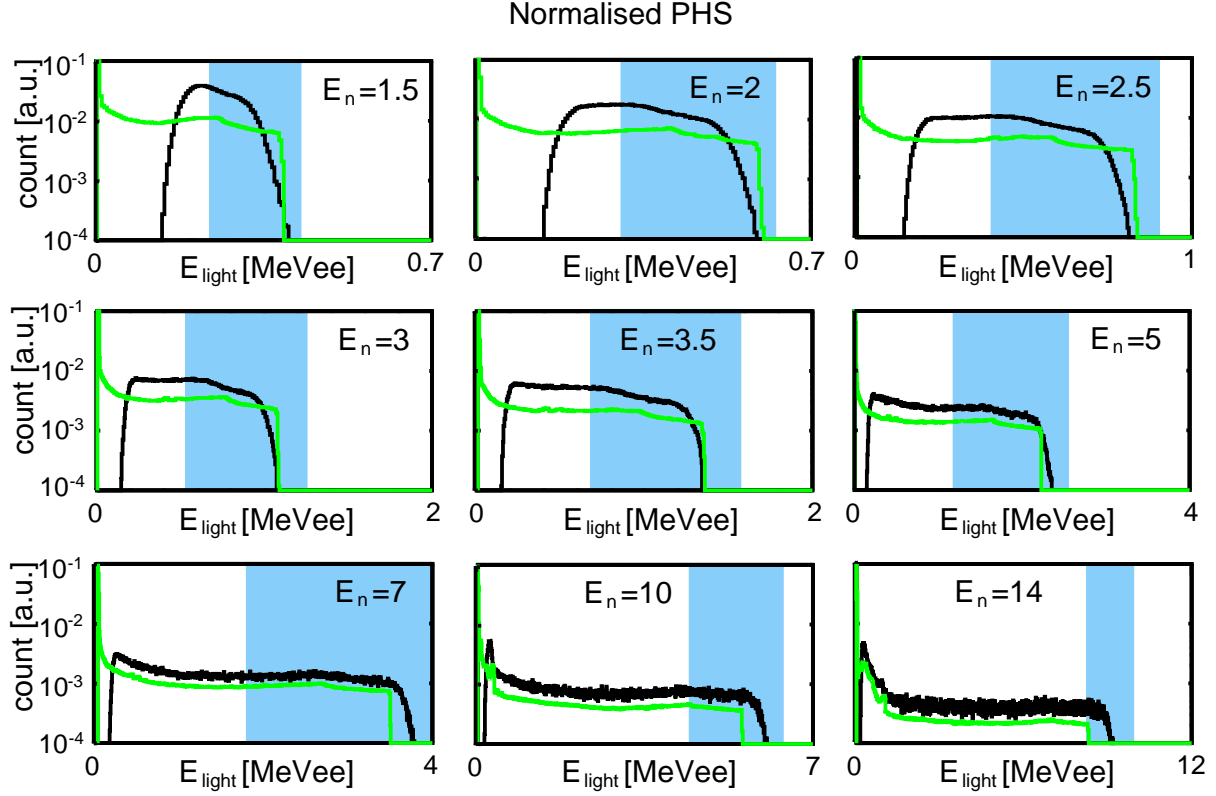 Normalised PHS
10^-1
10^-2
10^-3
10^-4
count [a.u.]
E_n=1.5
0
E_light [MeVee]
0.7
E_n=2
0
E_light [MeVee]
0.7
E_n=2.5
0
E_light [MeVee]
1
10^-1
10^-2
10^-3
10^-4
count [a.u.]
E_n=3
0
E_light [MeVee]
2
E_n=3.5
0
E_light [MeVee]
2
E_n=5
0
E_light [MeVee]
4
10^-1
10^-2
10^-3
10^-4
count [a.u.]
E_n=7
0
E_light [MeVee]
4
E_n=10
0
E_light [MeVee]
7
E_n=14
0
E_light [MeVee]
12